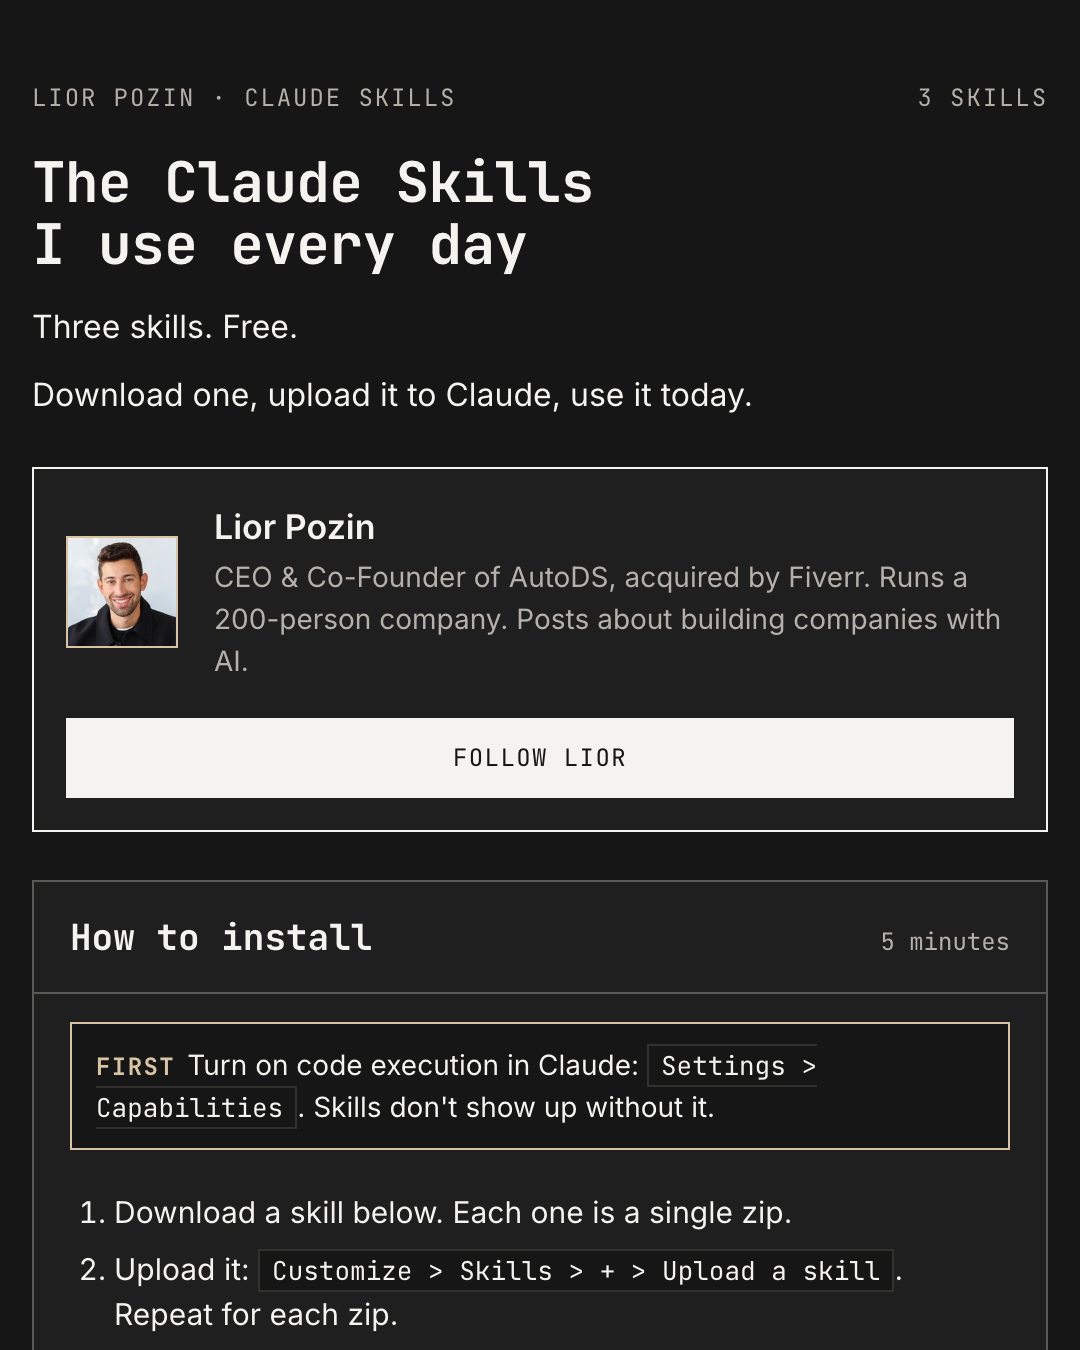 LIOR POZIN · CLAUDE SKILLS
3 SKILLS
The Claude Skills
I use every day
Three skills. Free.
Download one, upload it to Claude, use it today.
Lior Pozin
CEO & Co-Founder of AutoDS, acquired by Fiverr. Runs a
200-person company. Posts about building companies with
AI.
FOLLOW LIOR
How to install
5 minutes
FIRST Turn on code execution in Claude: Settings >
Capabilities. Skills don't show up without it.
1. Download a skill below. Each one is a single zip.
2. Upload it: Customize > Skills > + > Upload a skill.
Repeat for each zip.